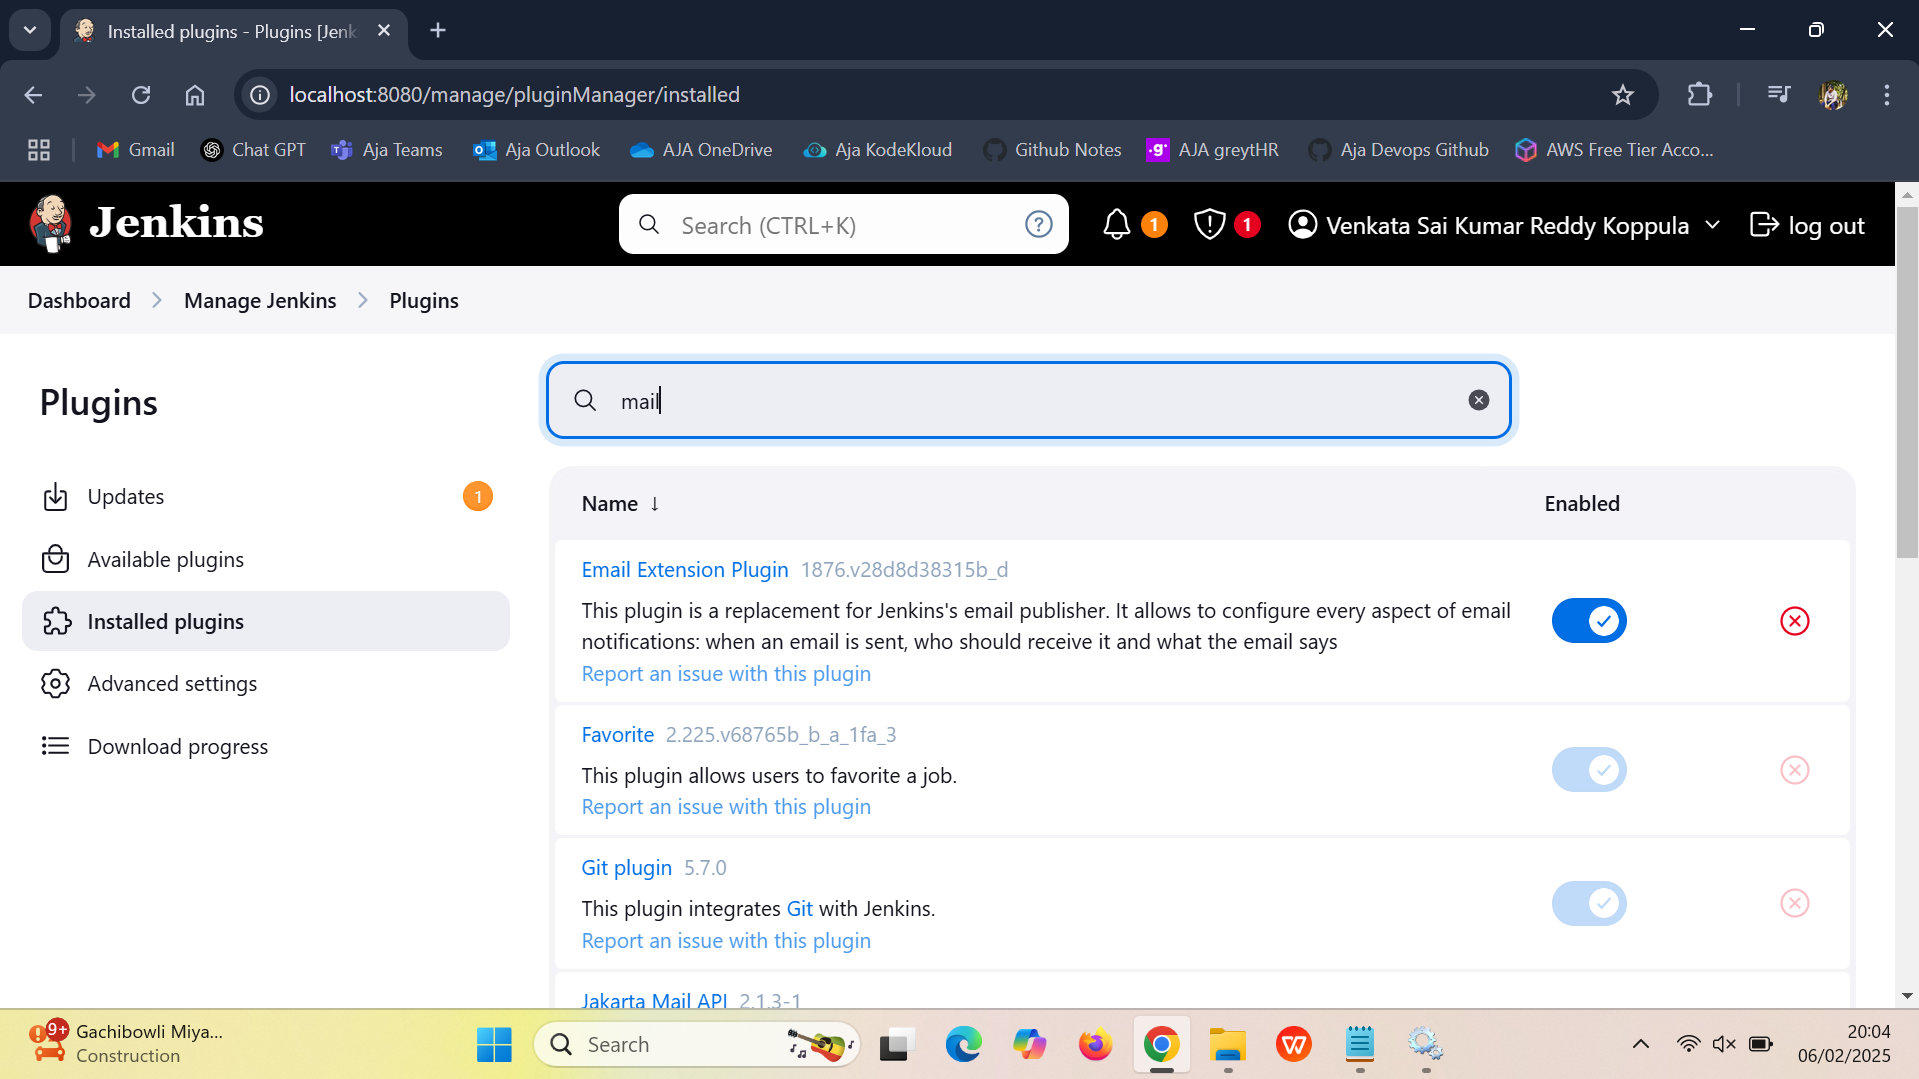 Installed plugins - Plugins [Jenk
localhost:8080/manage/pluginManager/installed
Gmail
Chat GPT
Aja Teams
Aja Outlook
AJA OneDrive
Aja KodeKloud
Github Notes
AJA greytHR
Aja Devops Github
AWS Free Tier Acco...
Jenkins
Search (CTRL+K)
1
1
Venkata Sai Kumar Reddy Koppula
log out
Dashboard
Manage Jenkins
Plugins
Plugins
mail
Updates
1
Available plugins
Installed plugins
Advanced settings
Download progress
Name ↓
Enabled
Email Extension Plugin 1876.v28d8d38315b_d
This plugin is a replacement for Jenkins's email publisher. It allows to configure every aspect of email
notifications: when an email is sent, who should receive it and what the email says
Report an issue with this plugin
Favorite 2.225.v68765b_b_a_1fa_3
This plugin allows users to favorite a job.
Report an issue with this plugin
Git plugin 5.7.0
This plugin integrates Git with Jenkins.
Report an issue with this plugin
Jakarta Mail API 2.1.3-1
9+
Gachibowli Miya...
Construction
Search
20:04
06/02/2025